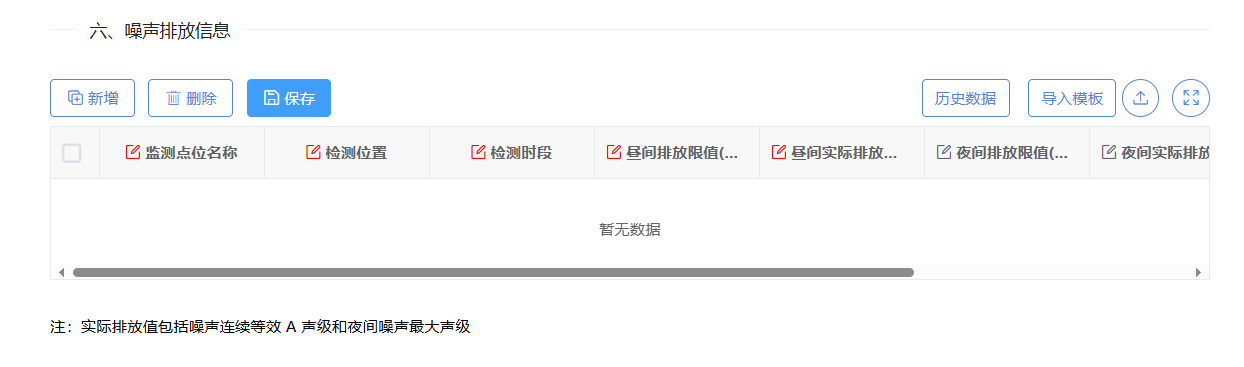 六、噪声排放信息
新增 删除 保存 历史数据 导入模板
监测点位名称 检测位置 检测时段 昼间排放限值(... 昼间实际排放... 夜间排放限值(... 夜间实际排放
暂无数据
注：实际排放值包括噪声连续等效 A 声级和夜间噪声最大声级